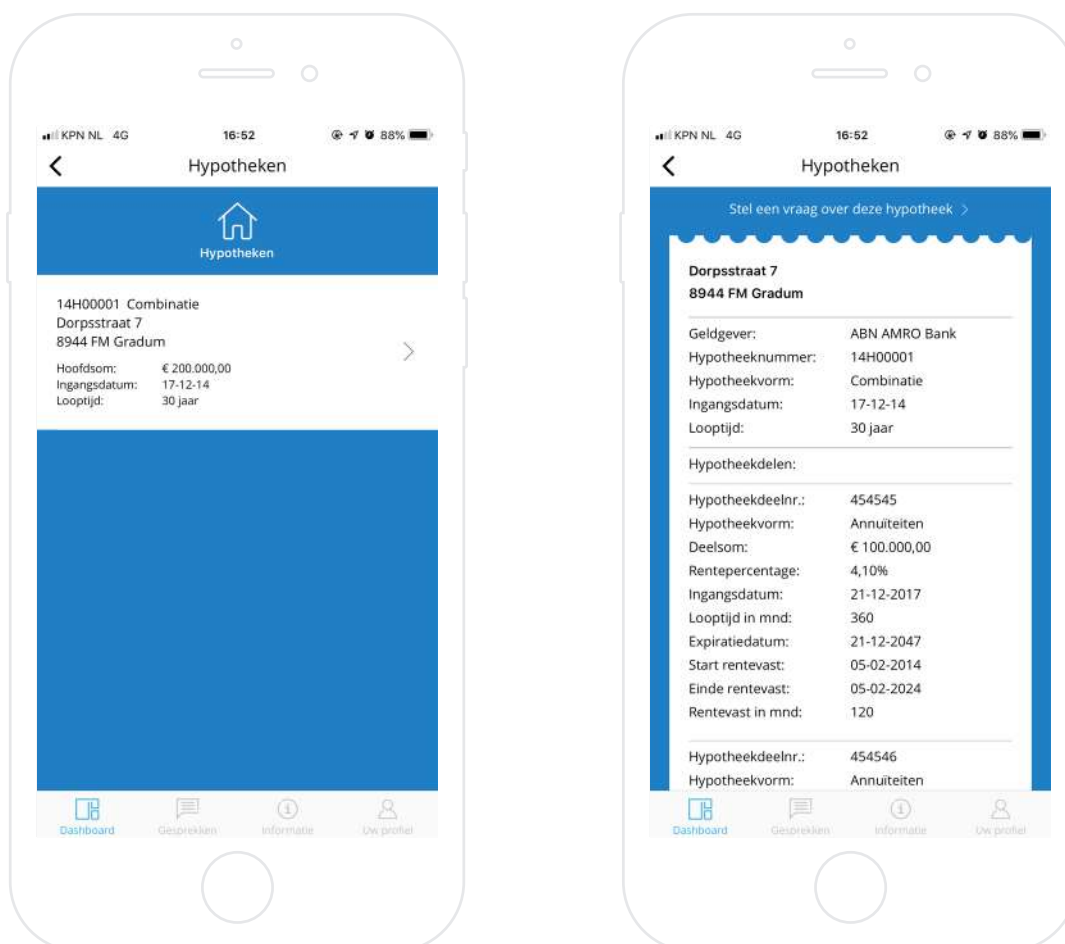 KPN NL 4G 16:52 88%
Hypotheken
Hypotheken
14H00001 Combinatie
Dorpsstraat 7
8944 FM Gradum
Hoofdsom: € 200.000,00
Ingangsdatum: 17-12-14
Looptijd: 30 jaar
Dashboard Gesprekken Informatie Uw profiel
KPN NL 4G 16:52 88%
Hypotheken
Stel een vraag over deze hypotheek >
Dorpsstraat 7
8944 FM Gradum
Geldgever: ABN AMRO Bank
Hypotheeknummer: 14H00001
Hypotheekvorm: Combinatie
Ingangsdatum: 17-12-14
Looptijd: 30 jaar
Hypotheekdelen:
Hypotheekdeelnr.: 454545
Hypotheekvorm: Annuïteiten
Deelsom: € 100.000,00
Rentepercentage: 4,10%
Ingangsdatum: 21-12-2017
Looptijd in mnd: 360
Expiratiedatum: 21-12-2047
Start rentevast: 05-02-2014
Einde rentevast: 05-02-2024
Rentevast in mnd: 120
Hypotheekdeelnr.: 454546
Hypotheekvorm: Annuïteiten
Dashboard Gesprekken Informatie Uw profiel